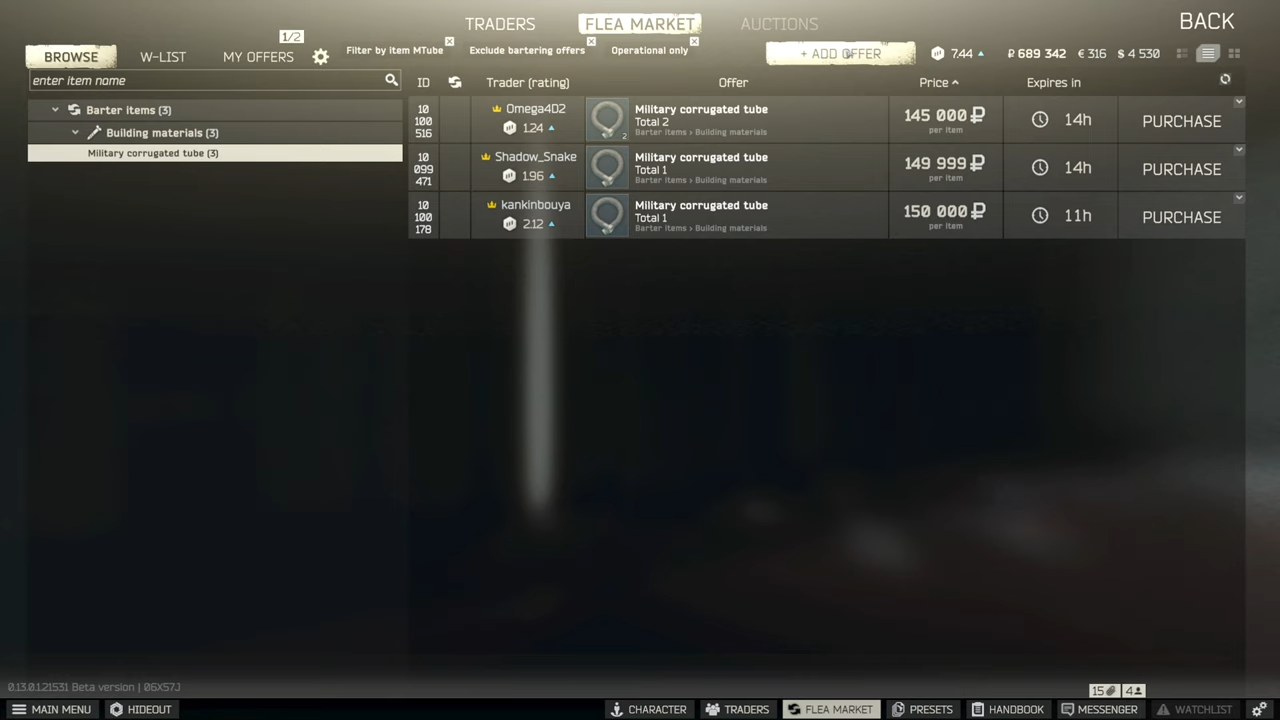 TRADERS
FLEA MARKET
AUCTIONS
BACK
1/2
BROWSE
W-LIST
MY OFFERS
Filter by item MTube
Exclude bartering offers
Operational only
+ ADD OFFER
7.44
₽ 689 342
€ 316
$ 4 530
enter item name
ID
Trader (rating)
Offer
Price
Expires in
Barter items (3)
Building materials (3)
Military corrugated tube (3)
10
100
516
Omega4D2
1.24
2
Military corrugated tube
Total 2
Barter items > Building materials
145 000 ₽
per item
14h
PURCHASE
10
099
471
Shadow_Snake
1.96
Military corrugated tube
Total 1
Barter items > Building materials
149 999 ₽
per item
14h
PURCHASE
10
100
178
kankinbouya
2.12
Military corrugated tube
Total 1
Barter items > Building materials
150 000 ₽
per item
11h
PURCHASE
0.13.0.1.21531 Beta version | 06X57J
15
4
MAIN MENU
HIDEOUT
CHARACTER
TRADERS
FLEA MARKET
PRESETS
HANDBOOK
MESSENGER
WATCHLIST